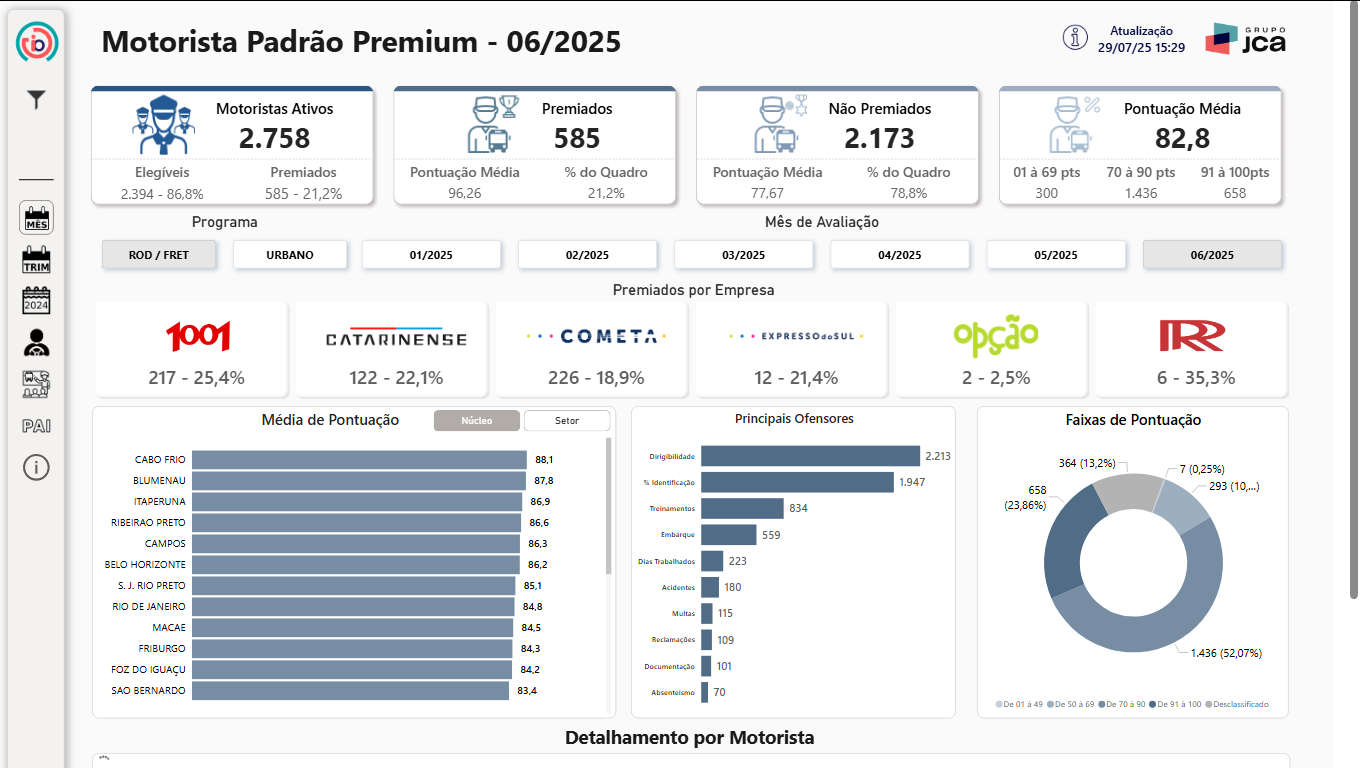 Motorista Padrão Premium - 06/2025
Atualização
29/07/25 15:29
GRUPO
jca
Motoristas Ativos
2.758
Elegíveis
Premiados
2.394 - 86,8%
585 - 21,2%
Premiados
585
Pontuação Média
% do Quadro
96,26
21,2%
Não Premiados
2.173
Pontuação Média
% do Quadro
77,67
78,8%
Pontuação Média
82,8
01 à 69 pts
70 à 90 pts
91 à 100pts
300
1.436
658
Programa
Mês de Avaliação
ROD / FRET
URBANO
01/2025
02/2025
03/2025
04/2025
05/2025
06/2025
MÊS
TRIM
2024
PAI
Premiados por Empresa
1001
CATARINENSE
COMETA
EXPRESSO do SUL
opção
RR
217 - 25,4%
122 - 22,1%
226 - 18,9%
12 - 21,4%
2 - 2,5%
6 - 35,3%
Média de Pontuação
Núcleo
Setor
CABO FRIO 88,1
BLUMENAU 87,8
ITAPERUNA 86,9
RIBEIRAO PRETO 86,6
CAMPOS 86,3
BELO HORIZONTE 86,2
S. J. RIO PRETO 85,1
RIO DE JANEIRO 84,8
MACAE 84,5
FRIBURGO 84,3
FOZ DO IGUAÇU 84,2
SAO BERNARDO 83,4
Principais Ofensores
Dirigibilidade 2.213
% Identificação 1.947
Treinamentos 834
Embarque 559
Dias Trabalhados 223
Acidentes 180
Multas 115
Reclamações 109
Documentação 101
Absenteísmo 70
Faixas de Pontuação
364 (13,2%)
7 (0,25%)
293 (10,...)
658
(23,86%)
1.436 (52,07%)
De 01 à 49
De 50 à 69
De 70 à 90
De 91 à 100
Desclassificado
Detalhamento por Motorista